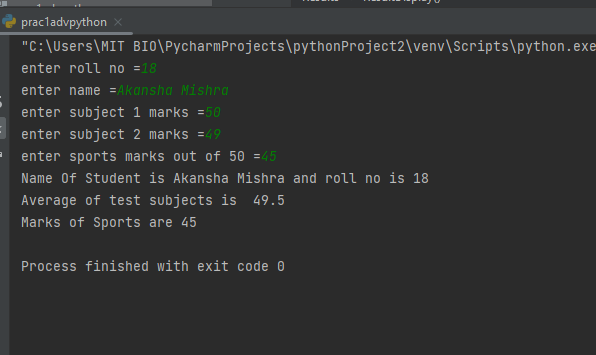 prac1advpython
"C:\Users\MIT BIO\PycharmProjects\pythonProject2\venv\Scripts\python.exe
enter roll no =18
enter name =Akansha Mishra
enter subject 1 marks =50
enter subject 2 marks =49
enter sports marks out of 50 =45
Name Of Student is Akansha Mishra and roll no is 18
Average of test subjects is  49.5
Marks of Sports are 45
Process finished with exit code 0